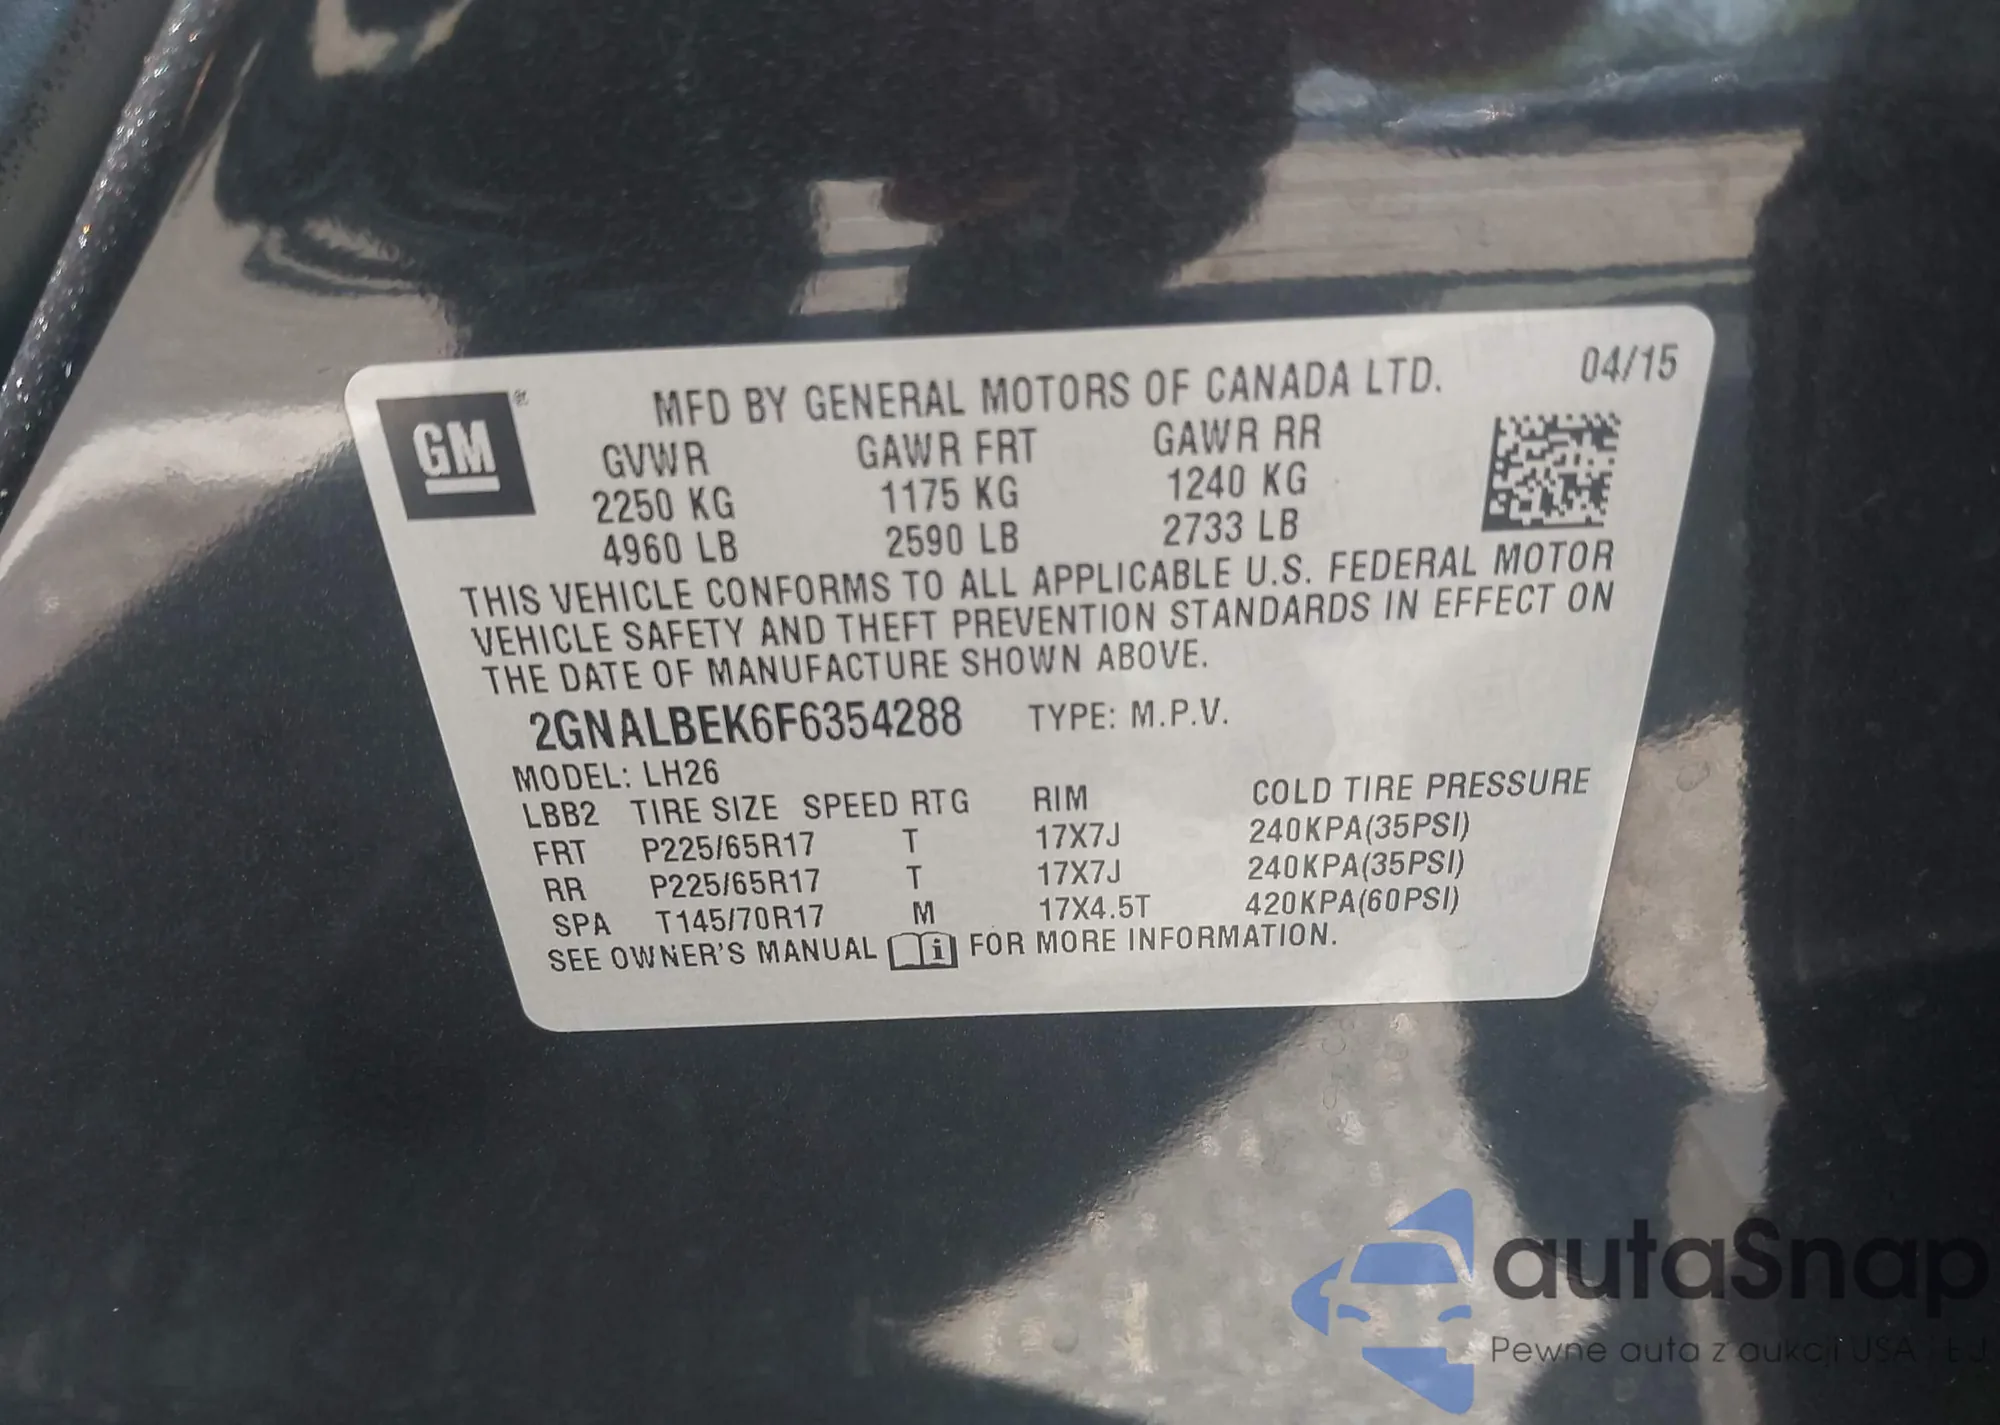 GM
MFD BY GENERAL MOTORS OF CANADA LTD. 04/15
GVWR GAWR FRT GAWR RR
2250 KG 1175 KG 1240 KG
4960 LB 2590 LB 2733 LB
THIS VEHICLE CONFORMS TO ALL APPLICABLE U.S. FEDERAL MOTOR
VEHICLE SAFETY AND THEFT PREVENTION STANDARDS IN EFFECT ON
THE DATE OF MANUFACTURE SHOWN ABOVE.
2GNALBEK6F6354288 TYPE: M.P.V.
MODEL: LH26
LBB2 TIRE SIZE SPEED RTG RIM COLD TIRE PRESSURE
FRT P225/65R17 T 17X7J 240KPA(35PSI)
RR P225/65R17 T 17X7J 240KPA(35PSI)
SPA T145/70R17 M 17X4.5T 420KPA(60PSI)
SEE OWNER'S MANUAL FOR MORE INFORMATION.
autaSnap
Pewne auta z aukcji USA EU